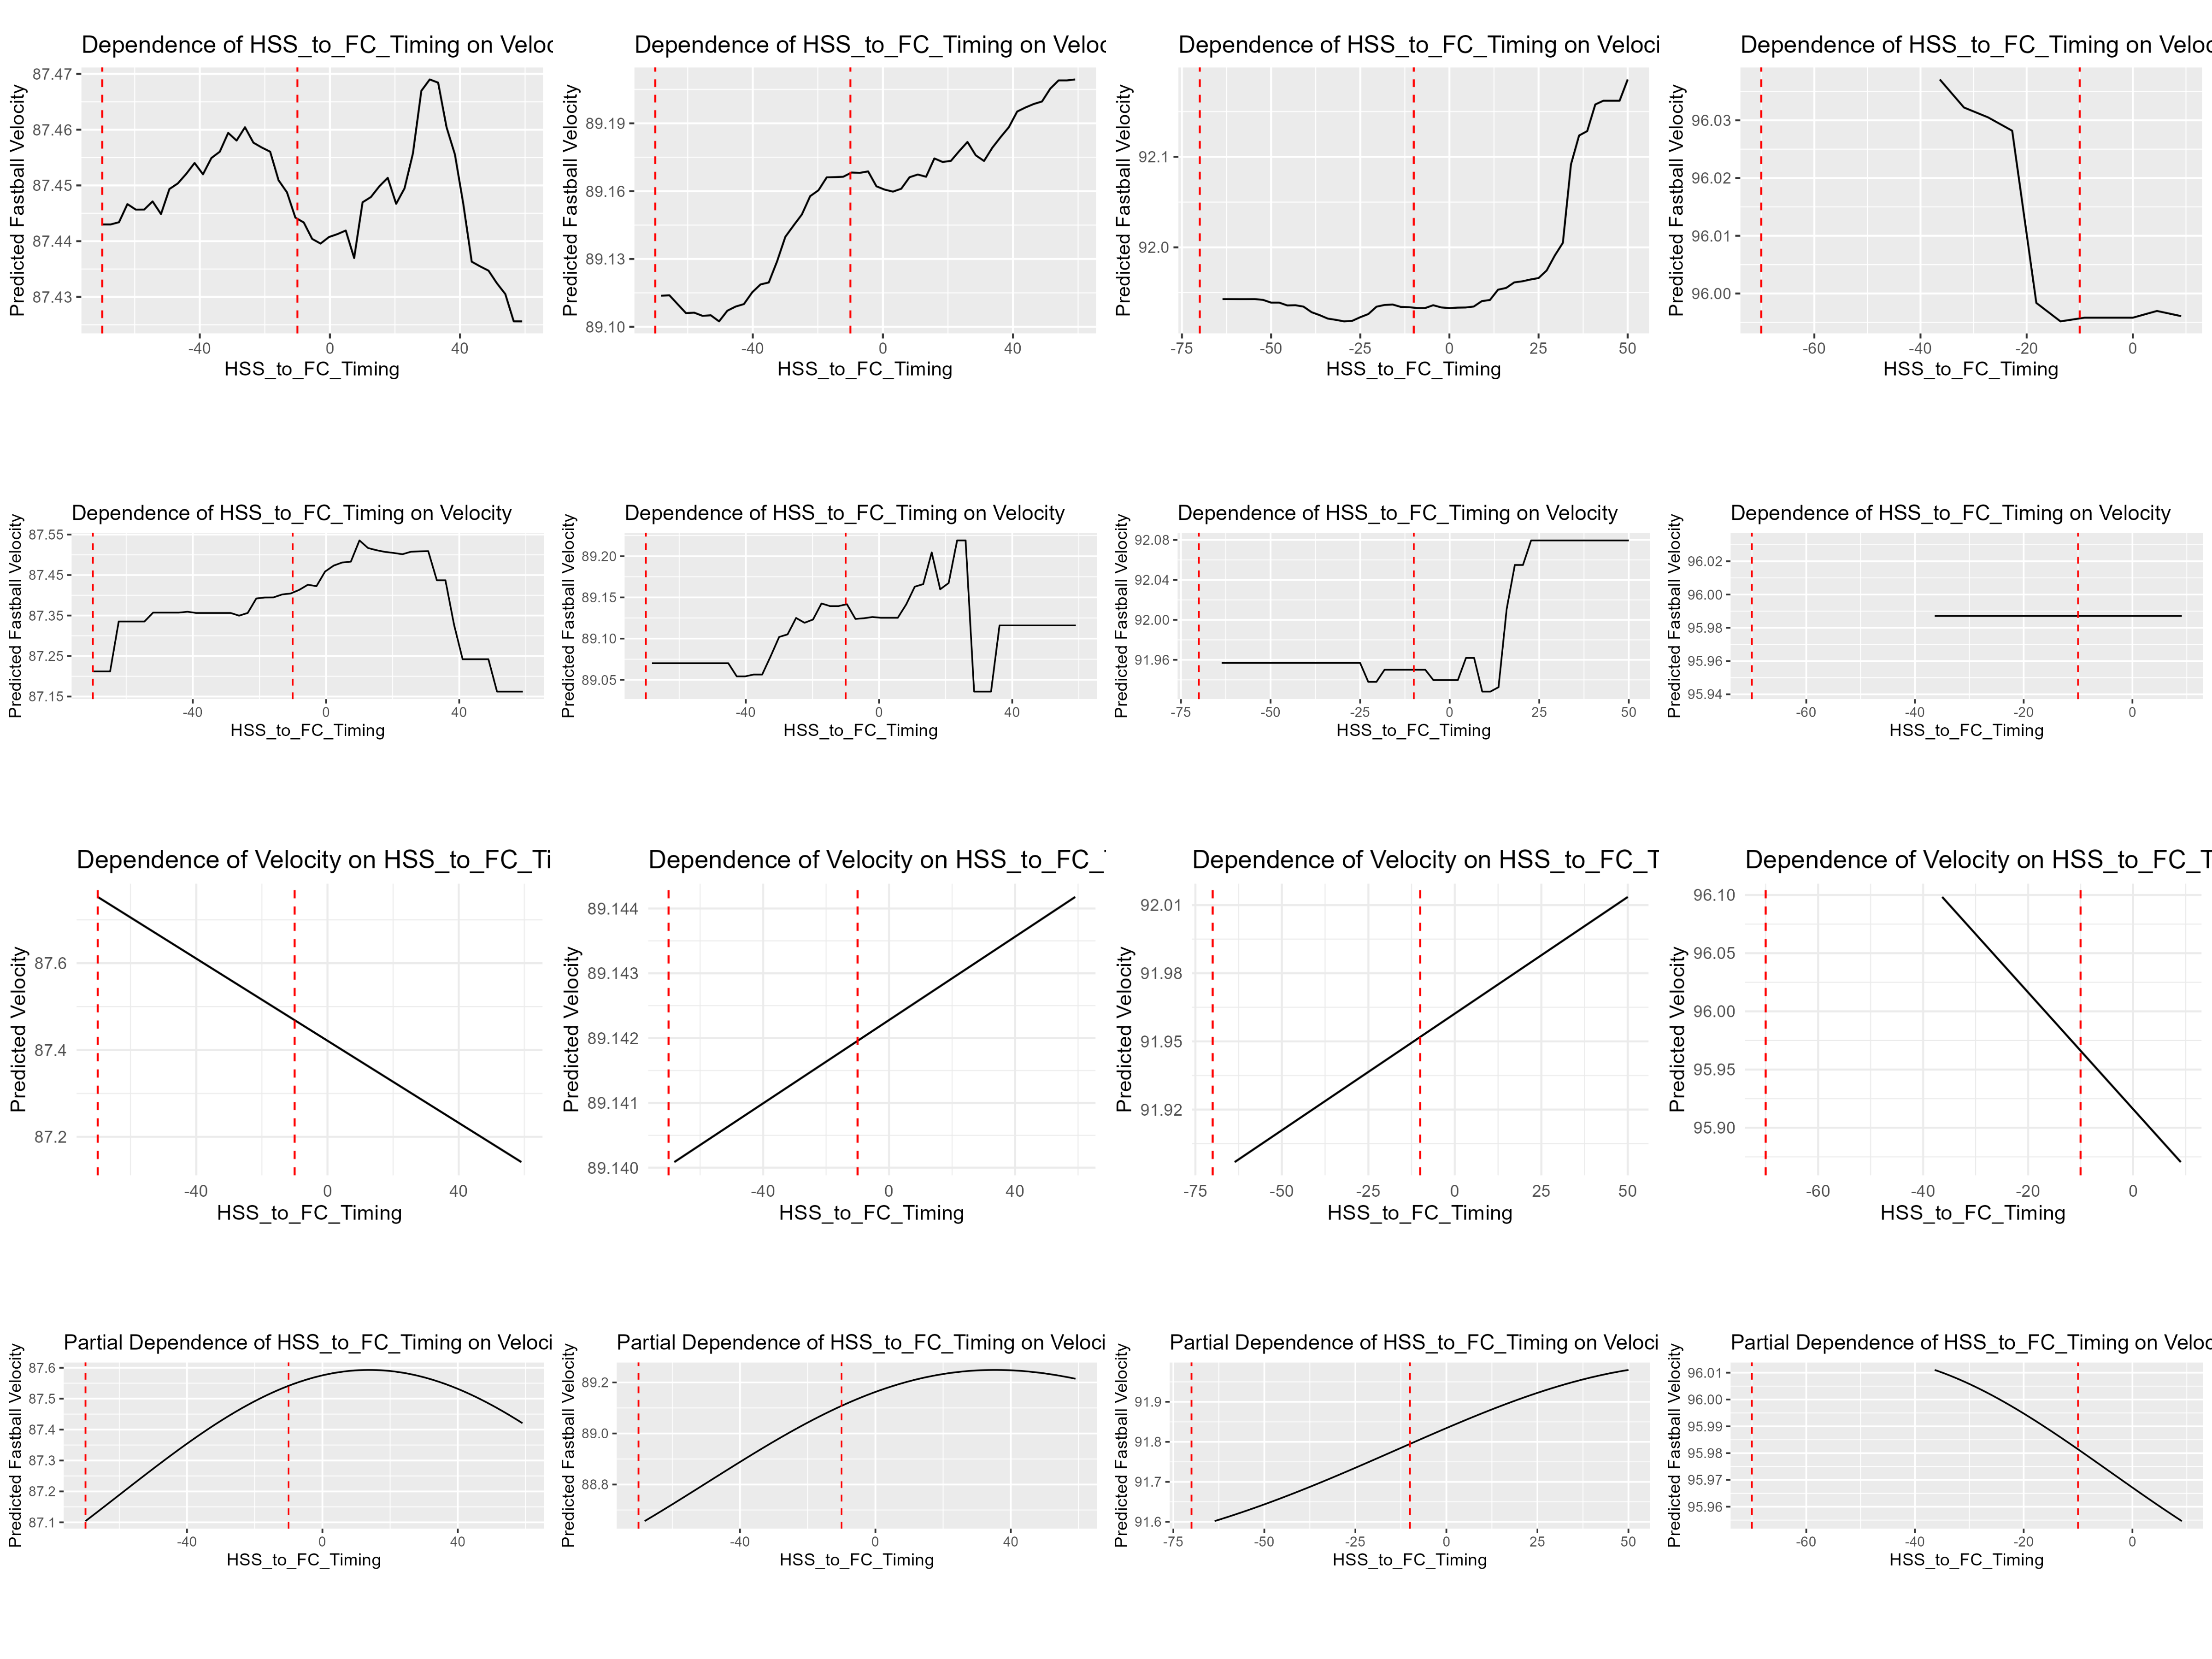 Dependence of HSS_to_FC_Timing on Veloc
Predicted Fastball Velocity
87.47
87.46
87.45
87.44
87.43
-40 0 40
HSS_to_FC_Timing
Dependence of HSS_to_FC_Timing on Veloc
Predicted Fastball Velocity
89.19
89.16
89.13
89.10
-40 0 40
HSS_to_FC_Timing
Dependence of HSS_to_FC_Timing on Veloci
Predicted Fastball Velocity
92.1
92.0
-75 -50 -25 0 25 50
HSS_to_FC_Timing
Dependence of HSS_to_FC_Timing on Veloc
Predicted Fastball Velocity
96.03
96.02
96.01
96.00
-60 -40 -20 0
HSS_to_FC_Timing
Dependence of HSS_to_FC_Timing on Velocity
Predicted Fastball Velocity
87.55
87.45
87.35
87.25
87.15
-40 0 40
HSS_to_FC_Timing
Dependence of HSS_to_FC_Timing on Velocity
Predicted Fastball Velocity
89.20
89.15
89.10
89.05
-40 0 40
HSS_to_FC_Timing
Dependence of HSS_to_FC_Timing on Velocity
Predicted Fastball Velocity
92.08
92.04
92.00
91.96
-75 -50 -25 0 25 50
HSS_to_FC_Timing
Dependence of HSS_to_FC_Timing on Velocity
Predicted Fastball Velocity
96.02
96.00
95.98
95.96
95.94
-60 -40 -20 0
HSS_to_FC_Timing
Dependence of Velocity on HSS_to_FC_Ti
Predicted Velocity
87.6
87.4
87.2
-40 0 40
HSS_to_FC_Timing
Dependence of Velocity on HSS_to_FC_
Predicted Velocity
89.144
89.143
89.142
89.141
89.140
-40 0 40
HSS_to_FC_Timing
Dependence of Velocity on HSS_to_FC_T
Predicted Velocity
92.01
91.98
91.95
91.92
-75 -50 -25 0 25 50
HSS_to_FC_Timing
Dependence of Velocity on HSS_to_FC_T
Predicted Velocity
96.10
96.05
96.00
95.95
95.90
-60 -40 -20 0
HSS_to_FC_Timing
Partial Dependence of HSS_to_FC_Timing on Veloci
Predicted Fastball Velocity
87.6
87.5
87.4
87.3
87.2
87.1
-40 0 40
HSS_to_FC_Timing
Partial Dependence of HSS_to_FC_Timing on Veloci
Predicted Fastball Velocity
89.2
89.0
88.8
-40 0 40
HSS_to_FC_Timing
Partial Dependence of HSS_to_FC_Timing on Veloci
Predicted Fastball Velocity
91.9
91.8
91.7
91.6
-75 -50 -25 0 25 50
HSS_to_FC_Timing
Partial Dependence of HSS_to_FC_Timing on Veloc
Predicted Fastball Velocity
96.01
96.00
95.99
95.98
95.97
95.96
-60 -40 -20 0
HSS_to_FC_Timing